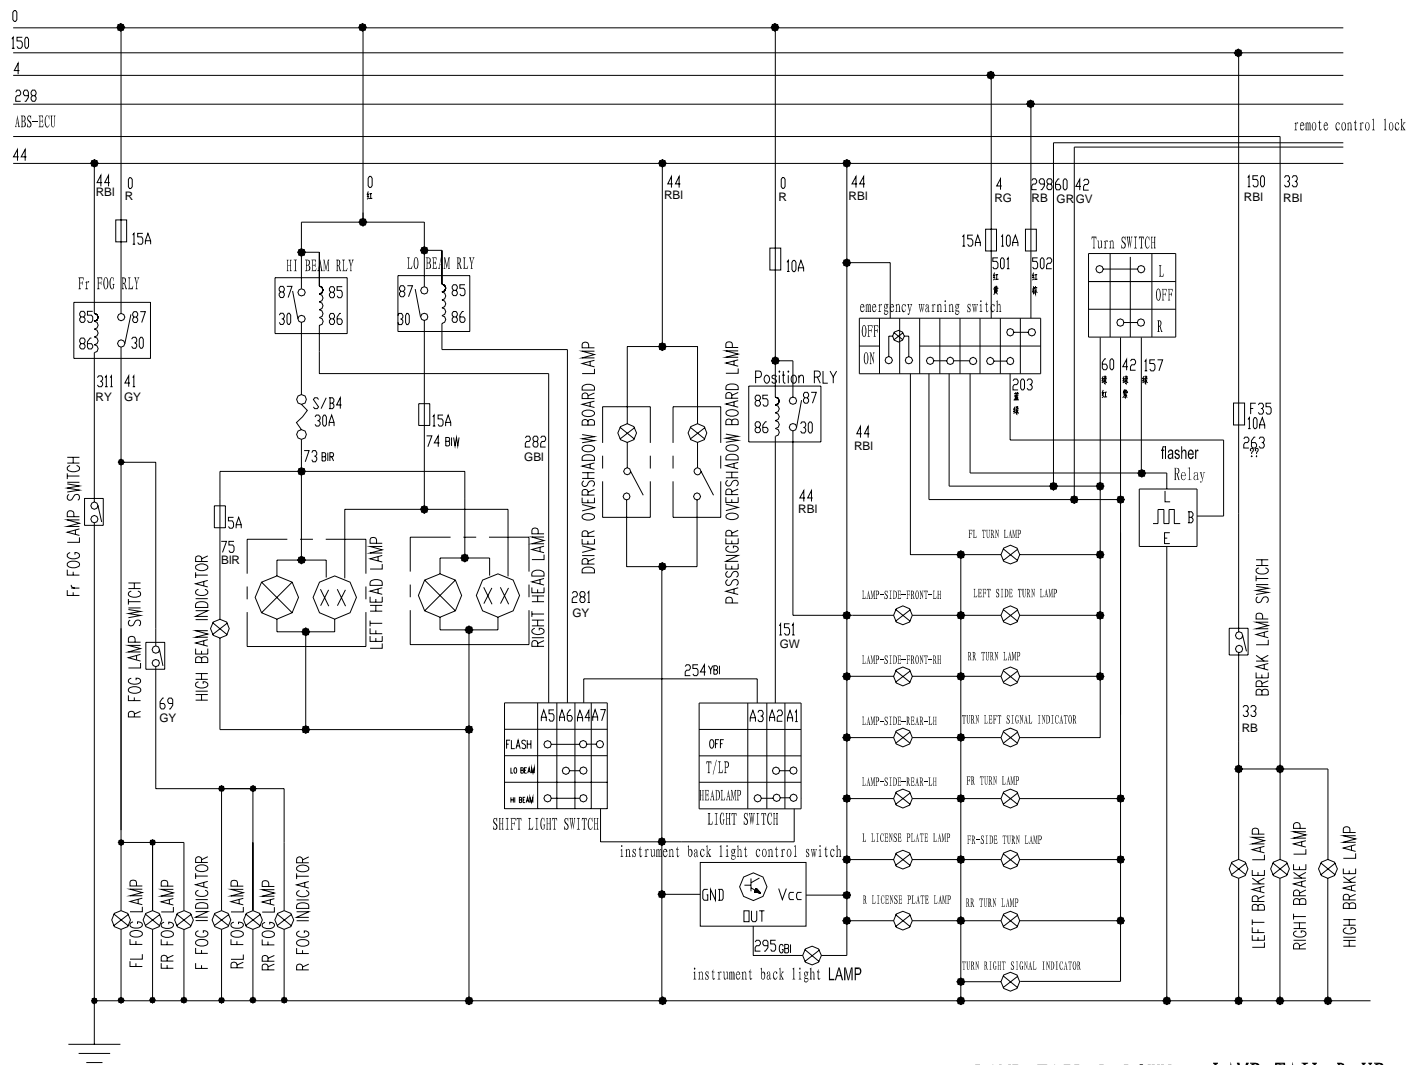 0
150
4
298
ABS-ECU
remote control lock
44
44
RBI
0
R
0
红
44
RBI
0
R
44
RBI
4
RG
298
RB
60
GR
42
GV
150
RBI
33
RBI
15A
10A
15A
10A
Turn SWITCH
501
红
黄
502
红
L
OFF
R
Fr FOG RLY
HI BEAM RLY
LO BEAM RLY
85
87
86
30
87
85
30
86
87
85
30
86
emergency warning switch
OFF
ON
60
红
42
157
203
Position RLY
85
87
86
30
311
RY
41
GY
S/B4
30A
15A
74 BIW
282
GBI
73 BIR
44
RBI
44
RBI
F35
10A
263
??
flasher
Relay
L
B
E
Fr FOG LAMP SWITCH
5A
75
BIR
HIGH BEAM INDICATOR
LEFT HEAD LAMP
RIGHT HEAD LAMP
DRIVER OVERSHADOW BOARD LAMP
PASSENGER OVERSHADOW BOARD LAMP
281
GY
151
GW
254 YBI
R FOG LAMP SWITCH
69
GY
FL TURN LAMP
LAMP-SIDE-FRONT-LH
LEFT SIDE TURN LAMP
LAMP-SIDE-FRONT-RH
RR TURN LAMP
LAMP-SIDE-REAR-LH
TURN LEFT SIGNAL INDICATOR
LAMP-SIDE-REAR-LH
FR TURN LAMP
L LICENSE PLATE LAMP
FR-SIDE TURN LAMP
R LICENSE PLATE LAMP
RR TURN LAMP
TURN RIGHT SIGNAL INDICATOR
BREAK LAMP SWITCH
33
RB
A5 A6 A4 A7
FLASH
LO BEAM
HI BEAM
SHIFT LIGHT SWITCH
A3 A2 A1
OFF
T/LP
HEADLAMP
LIGHT SWITCH
instrument back light control switch
GND
Vcc
OUT
295 GBI
instrument back light LAMP
FL FOG LAMP
FR FOG LAMP
F FOG INDICATOR
RL FOG LAMP
RR FOG LAMP
R FOG INDICATOR
LEFT BRAKE LAMP
RIGHT BRAKE LAMP
HIGH BRAKE LAMP